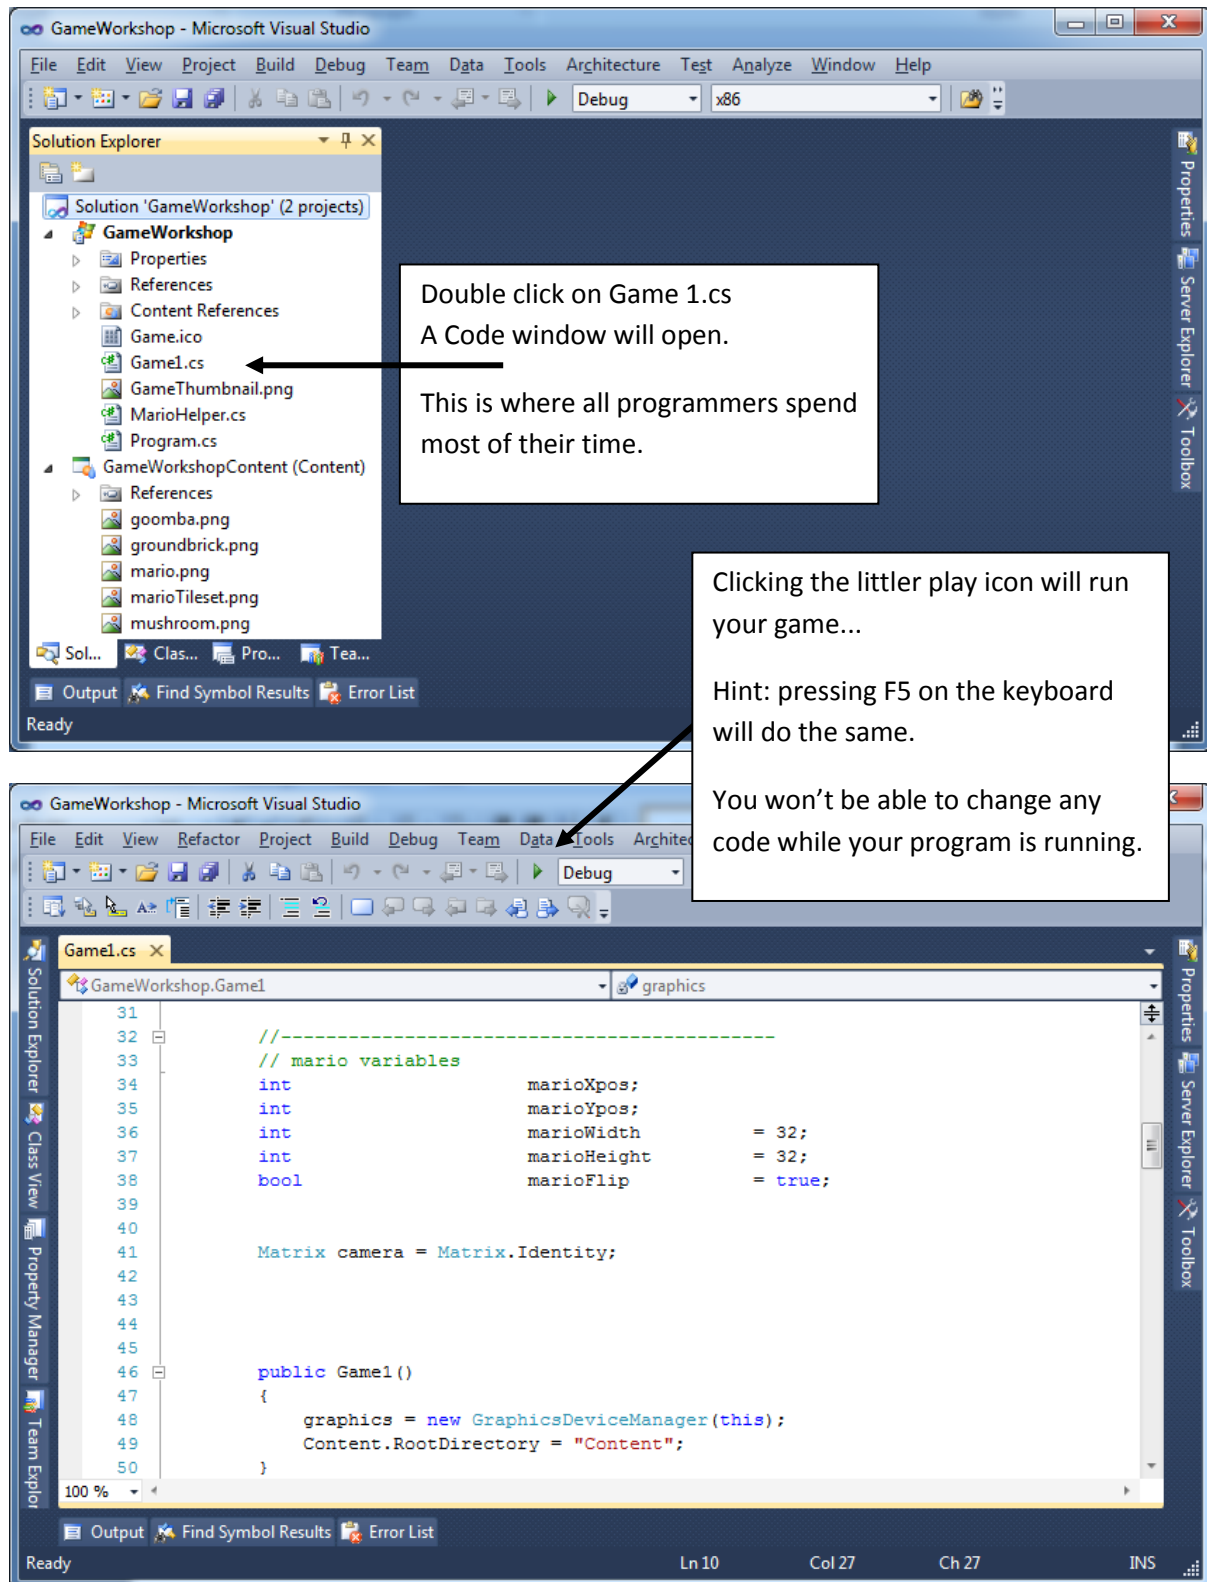 GameWorkshop - Microsoft Visual Studio
File Edit View Project Build Debug Team Data Tools Architecture Test Analyze Window Help
Debug x86
Solution Explorer
Solution 'GameWorkshop' (2 projects)
GameWorkshop
Properties
References
Content References
Game.ico
Game1.cs
GameThumbnail.png
MarioHelper.cs
Program.cs
GameWorkshopContent (Content)
References
goomba.png
groundbrick.png
mario.png
marioTileset.png
mushroom.png
Sol... Clas... Pro... Tea...
Output Find Symbol Results Error List
Ready
Properties
Server Explorer
Toolbox
Double click on Game 1.cs
A Code window will open.
This is where all programmers spend
most of their time.
Clicking the littler play icon will run
your game...
Hint: pressing F5 on the keyboard
will do the same.
You won't be able to change any
code while your program is running.
GameWorkshop - Microsoft Visual Studio
File Edit View Refactor Project Build Debug Team Data Tools Architec
Debug
Solution Explorer
Class View
Property Manager
Team Explor
Game1.cs
GameWorkshop.Game1 graphics
31
32 //--------------------------------------------
33 // mario variables
34 int marioXpos;
35 int marioYpos;
36 int marioWidth = 32;
37 int marioHeight = 32;
38 bool marioFlip = true;
39
40
41 Matrix camera = Matrix.Identity;
42
43
44
45
46 public Game1()
47 {
48 graphics = new GraphicsDeviceManager(this);
49 Content.RootDirectory = "Content";
50 }
100 %
Properties
Server Explorer
Toolbox
Output Find Symbol Results Error List
Ready Ln 10 Col 27 Ch 27 INS